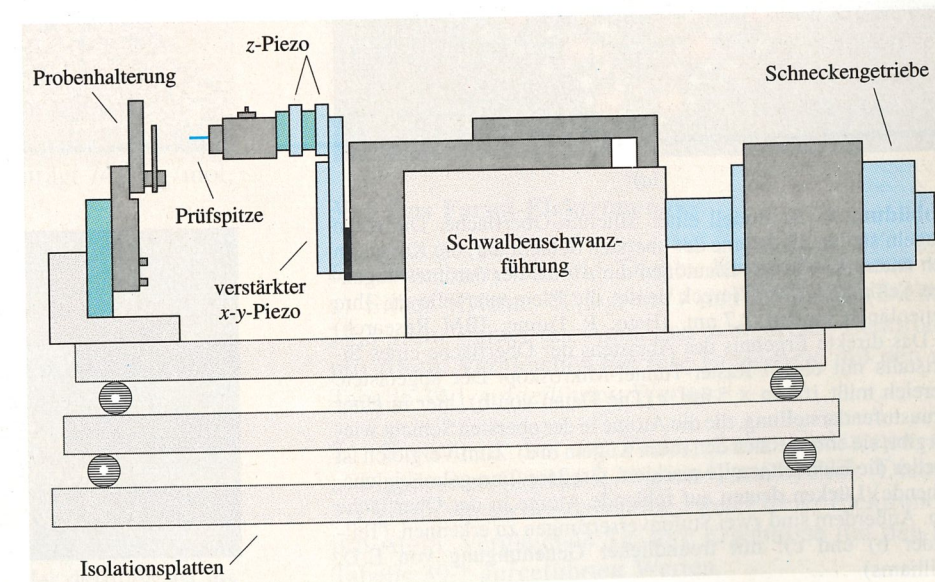 z-Piezo
Probenhalterung
Schneckengetriebe
Prüfspitze
Schwalbenschwanz-
führung
verstärkter
x-y-Piezo
Isolationsplatten